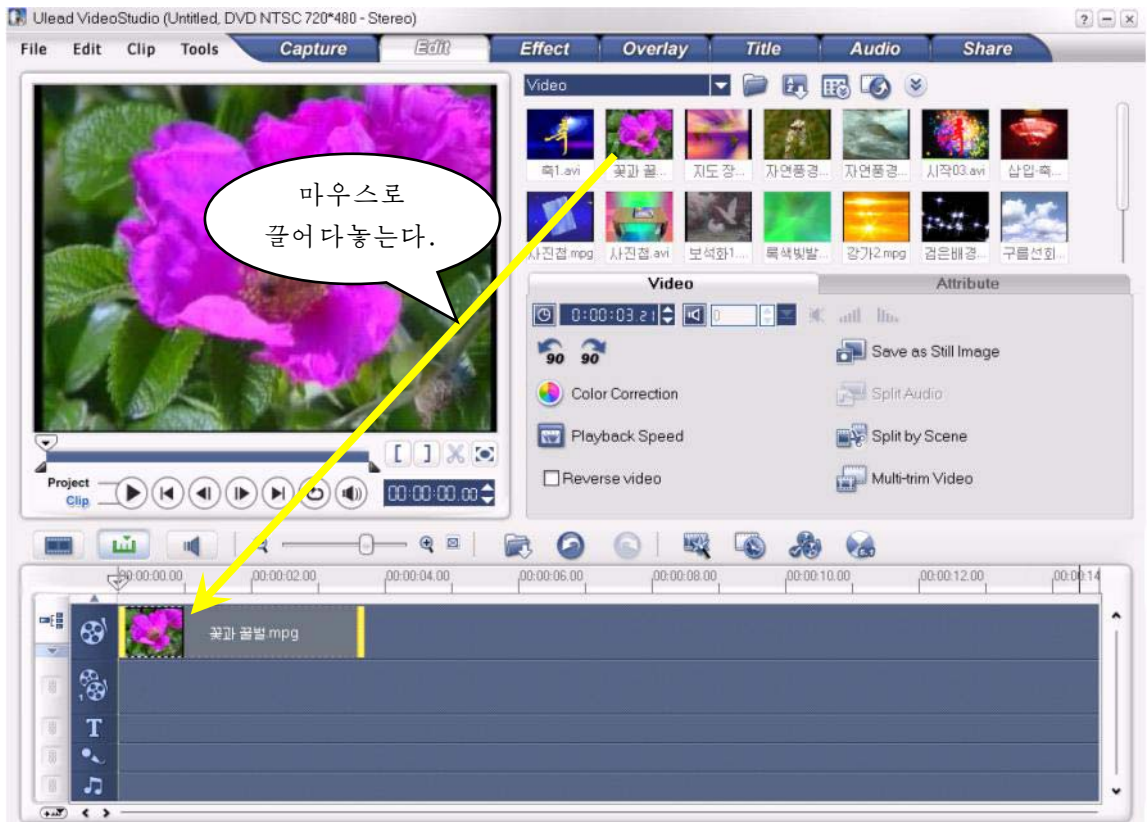 Ulead VideoStudio (Untitled, DVD NTSC 720*480 - Stereo)
File Edit Clip Tools Capture Edit Effect Overlay Title Audio Share
Video
축1.avi 꽃과 꿀... 지도 장... 자연풍경... 자연풍경... 시작03.avi 삽입-축...
사진첩.mpg 사진첩.avi 보석화1.... 록색빛발... 강가2.mpg 검은배경... 구름선회...
마우스로
끌어다놓는다.
Video Attribute
0:00:03.21 0
90 90 Save as Still Image
Color Correction Split Audio
Playback Speed Split by Scene
Reverse video Multi-trim Video
Project
Clip
00:00:00.00
00:00:00.00 00:00:02.00 00:00:04.00 00:00:06.00 00:00:08.00 00:00:10.00 00:00:12.00 00:00:14
꽃과 꿀벌.mpg
1
T